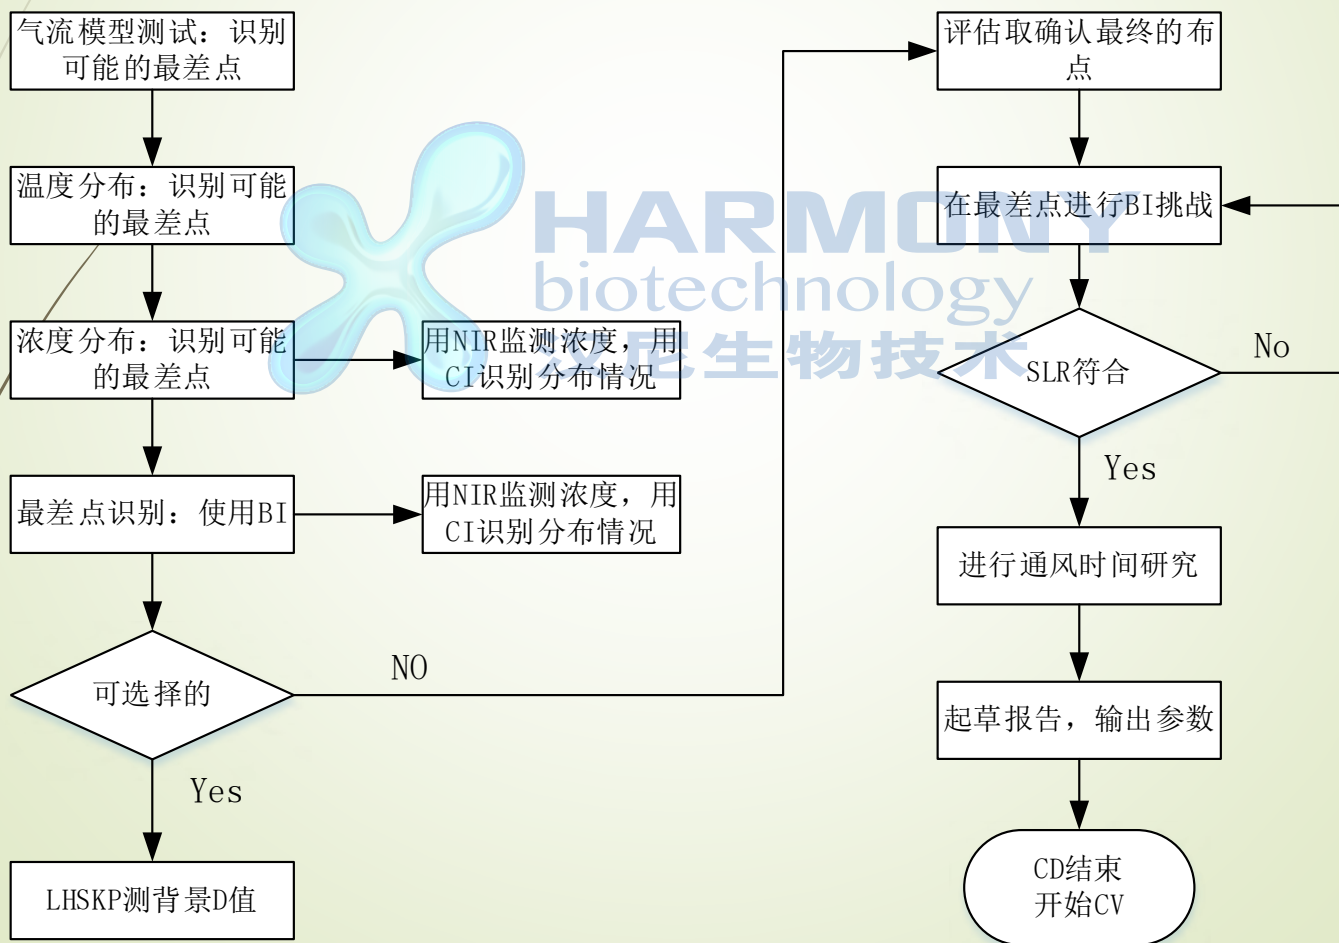 气流模型测试：识别
可能的最差点
温度分布：识别可能
的最差点
浓度分布：识别可能
的最差点
用NIR监测浓度，用
CI识别分布情况
最差点识别：使用BI
用NIR监测浓度，用
CI识别分布情况
可选择的
NO
Yes
LHSKP测背景D值
评估取确认最终的布
点
在最差点进行BI挑战
SLR符合
No
Yes
进行通风时间研究
起草报告，输出参数
CD结束
开始CV
HARMONY
biotechnology
汉尼生物技术